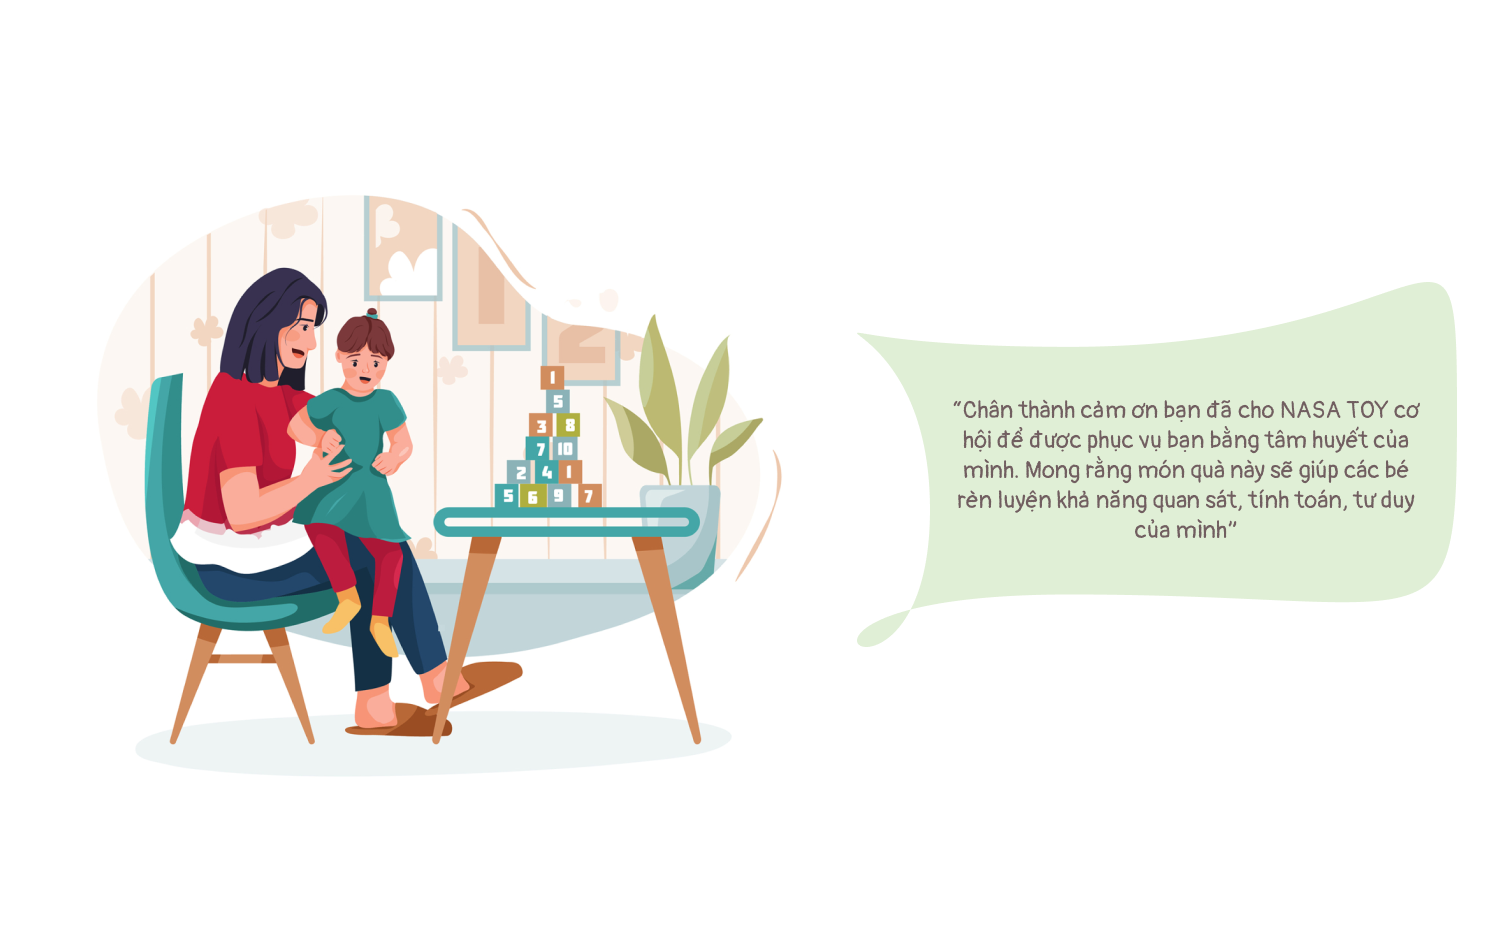 1
5
3 8
7 10
2 4 1
5 6 9 7
1
2
"Chân thành cảm ơn bạn đã cho NASA TOY cơ
hội để được phục vụ bạn bằng tâm huyết của
mình. Mong rằng món quà này sẽ giúp các bé
rèn luyện khả năng quan sát, tính toán, tư duy
của mình"